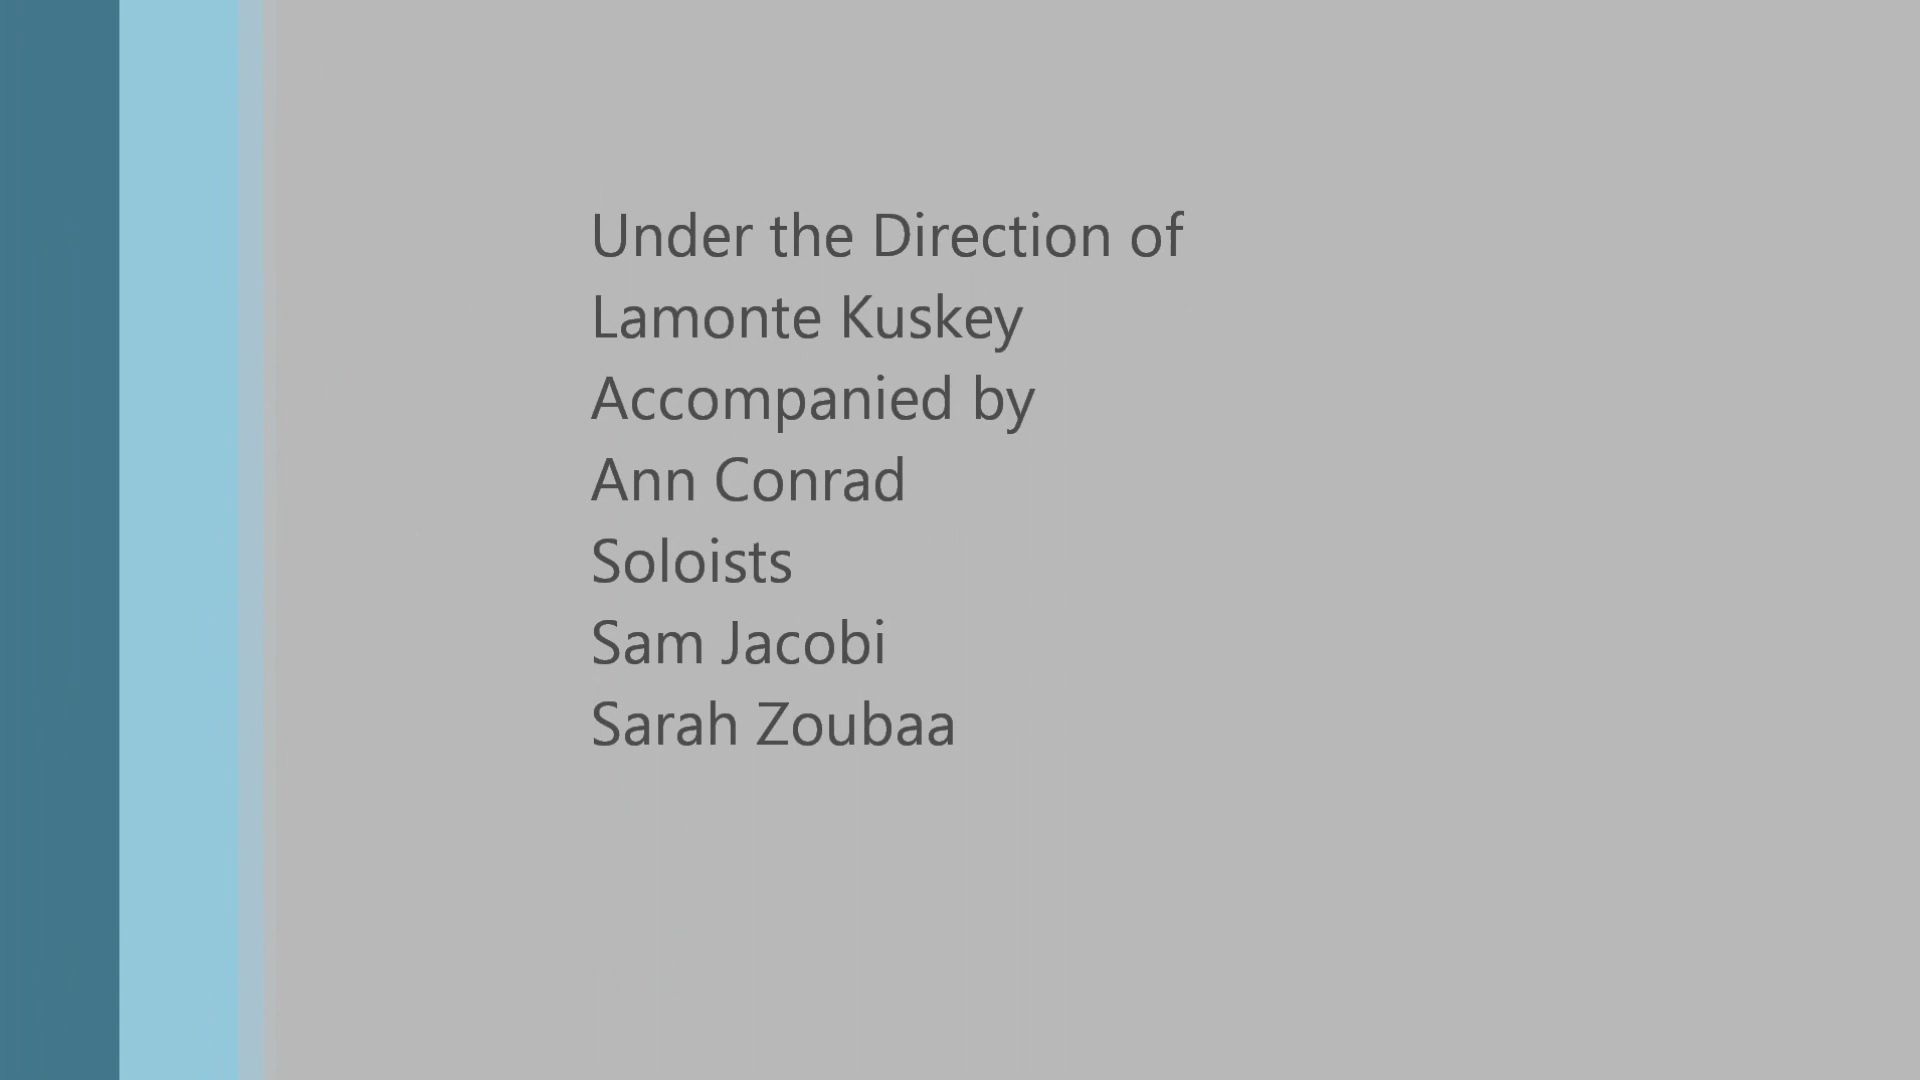 Under the Direction of
Lamonte Kuskey
Accompanied by
Ann Conrad
Soloists
Sam Jacobi
Sarah Zoubaa